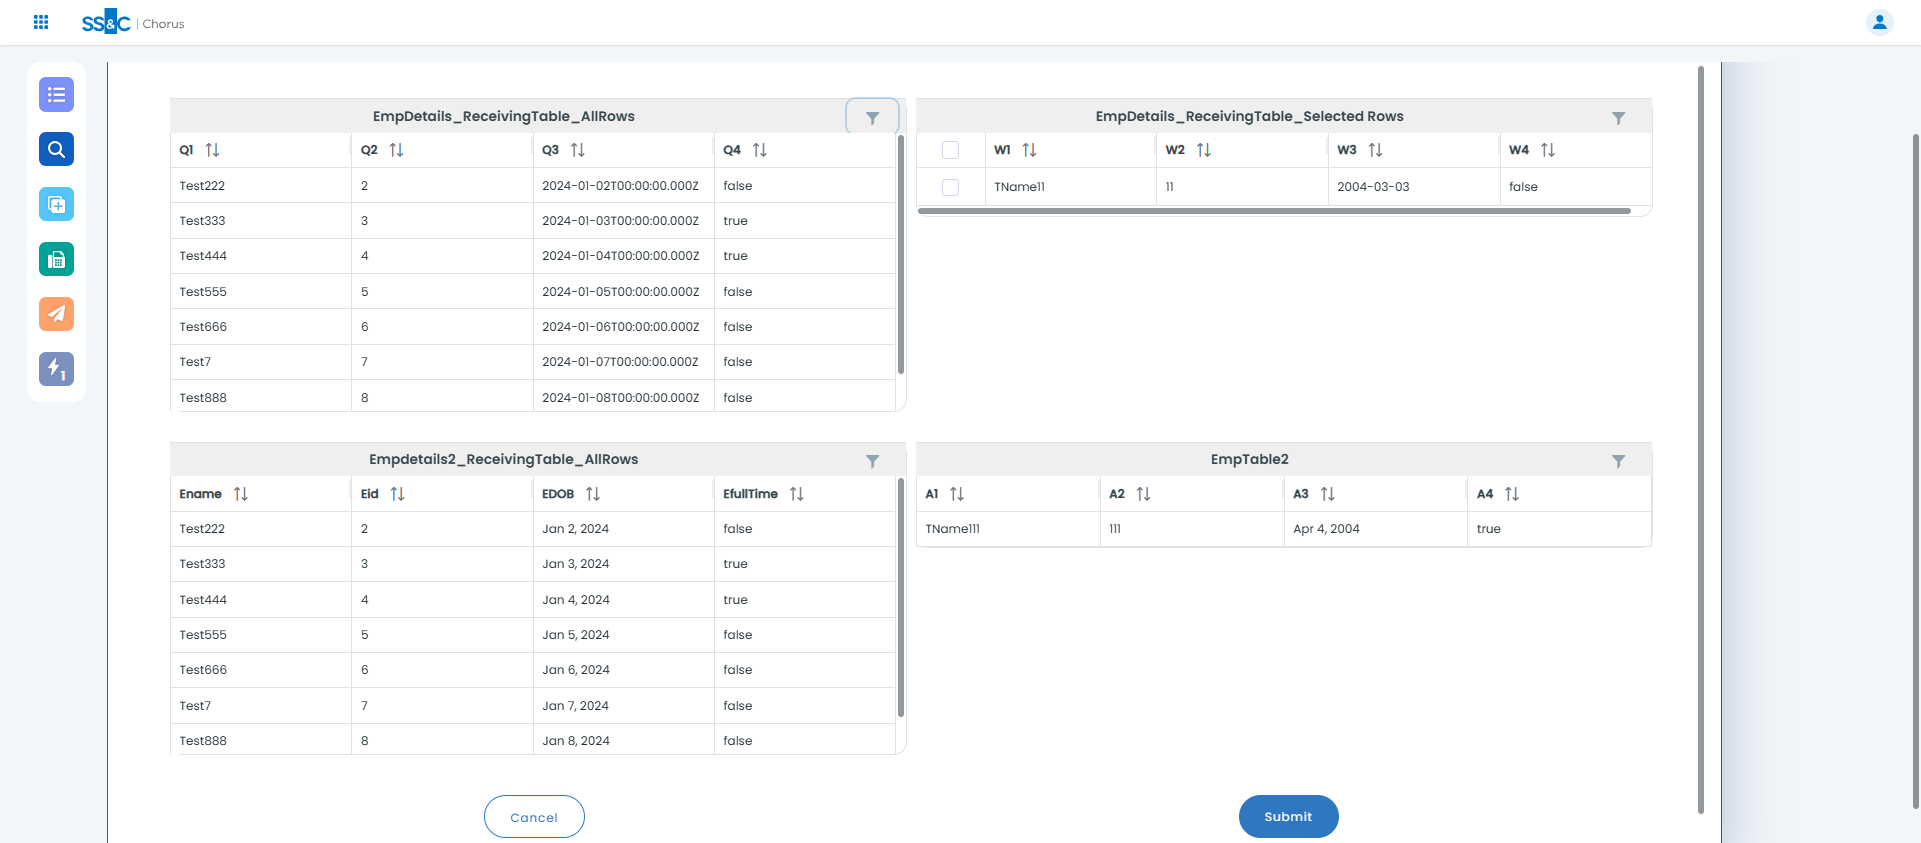 SS&C | Chorus
EmpDetails_ReceivingTable_AllRows
Q1 Q2 Q3 Q4
Test222 2 2024-01-02T00:00:00.000Z false
Test333 3 2024-01-03T00:00:00.000Z true
Test444 4 2024-01-04T00:00:00.000Z true
Test555 5 2024-01-05T00:00:00.000Z false
Test666 6 2024-01-06T00:00:00.000Z false
Test7 7 2024-01-07T00:00:00.000Z false
Test888 8 2024-01-08T00:00:00.000Z false
EmpDetails_ReceivingTable_Selected Rows
W1 W2 W3 W4
TName11 11 2004-03-03 false
Empdetails2_ReceivingTable_AllRows
Ename Eid EDOB EfullTime
Test222 2 Jan 2, 2024 false
Test333 3 Jan 3, 2024 true
Test444 4 Jan 4, 2024 true
Test555 5 Jan 5, 2024 false
Test666 6 Jan 6, 2024 false
Test7 7 Jan 7, 2024 false
Test888 8 Jan 8, 2024 false
EmpTable2
A1 A2 A3 A4
TName111 111 Apr 4, 2004 true
1
Cancel
Submit